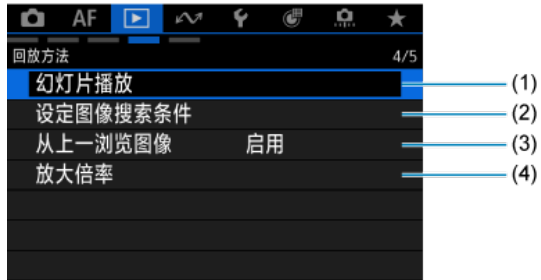 AF
回放方法 4/5
幻灯片播放 (1)
设定图像搜索条件 (2)
从上一浏览图像 启用 (3)
放大倍率 (4)